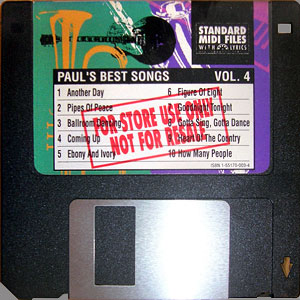 STANDARD
MIDI FILES
WITH LYRICS
PAUL'S BEST SONGS VOL. 4
1 Another Day
2 Pipes Of Peace
3 Ballroom Dancing
4 Coming Up
5 Ebony And Ivory
6 Figure Of Eight
7 Goodnight Tonight
8 Gotta Sing, Gotta Dance
9 Heart Of The Country
10 How Many People
FOR STORE USE ONLY
NOT FOR RESALE